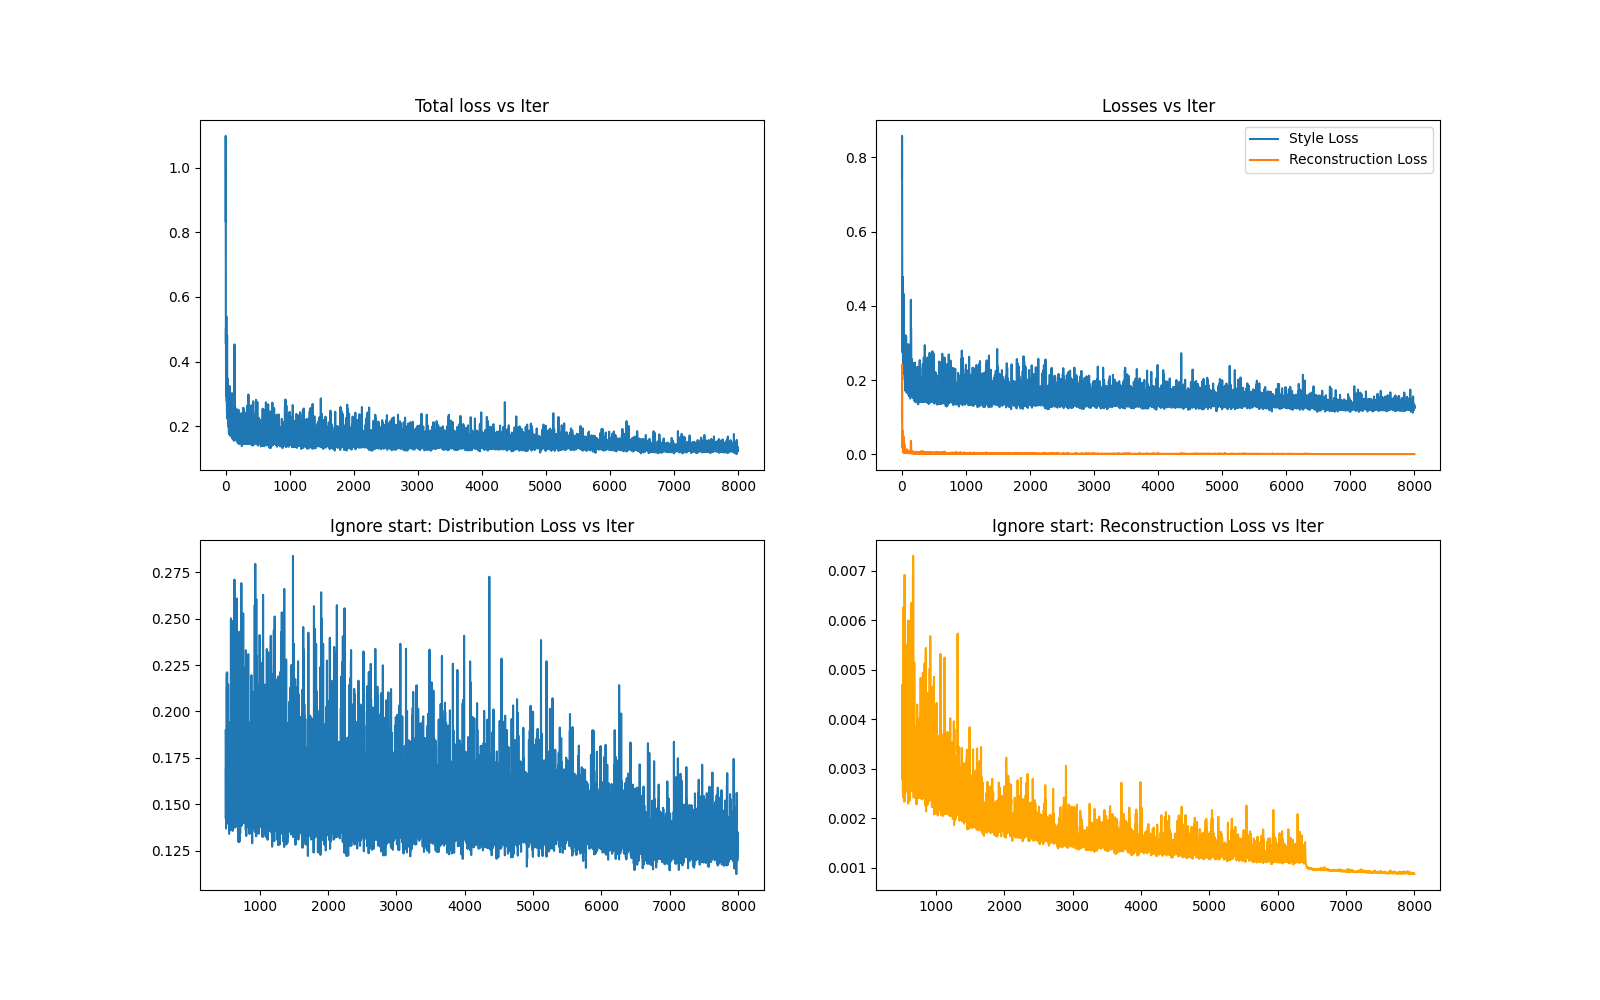 Total loss vs Iter
1.0
0.8
0.6
0.4
0.2
0 1000 2000 3000 4000 5000 6000 7000 8000
Losses vs Iter
Style Loss
Reconstruction Loss
0.8
0.6
0.4
0.2
0.0
0 1000 2000 3000 4000 5000 6000 7000 8000
Ignore start: Distribution Loss vs Iter
0.275
0.250
0.225
0.200
0.175
0.150
0.125
1000 2000 3000 4000 5000 6000 7000 8000
Ignore start: Reconstruction Loss vs Iter
0.007
0.006
0.005
0.004
0.003
0.002
0.001
1000 2000 3000 4000 5000 6000 7000 8000